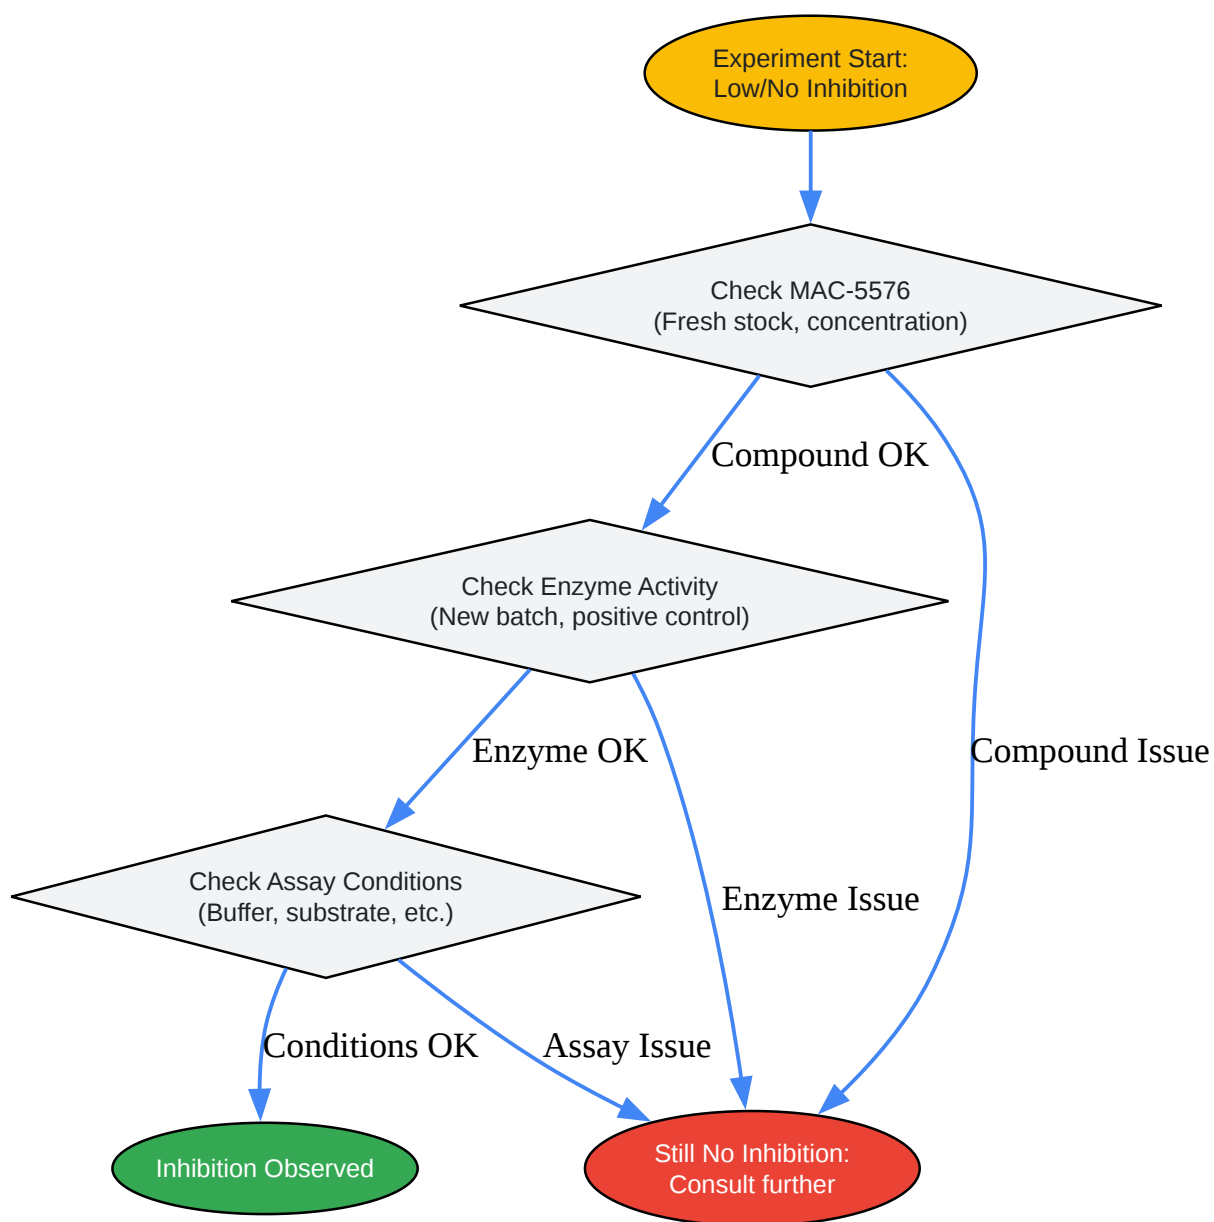 Experiment Start:
Low/No Inhibition
Check MAC-5576
(Fresh stock, concentration)
Compound OK
Check Enzyme Activity
(New batch, positive control)
Enzyme OK
Compound Issue
Check Assay Conditions
(Buffer, substrate, etc.)
Enzyme Issue
Conditions OK
Assay Issue
Inhibition Observed
Still No Inhibition:
Consult further